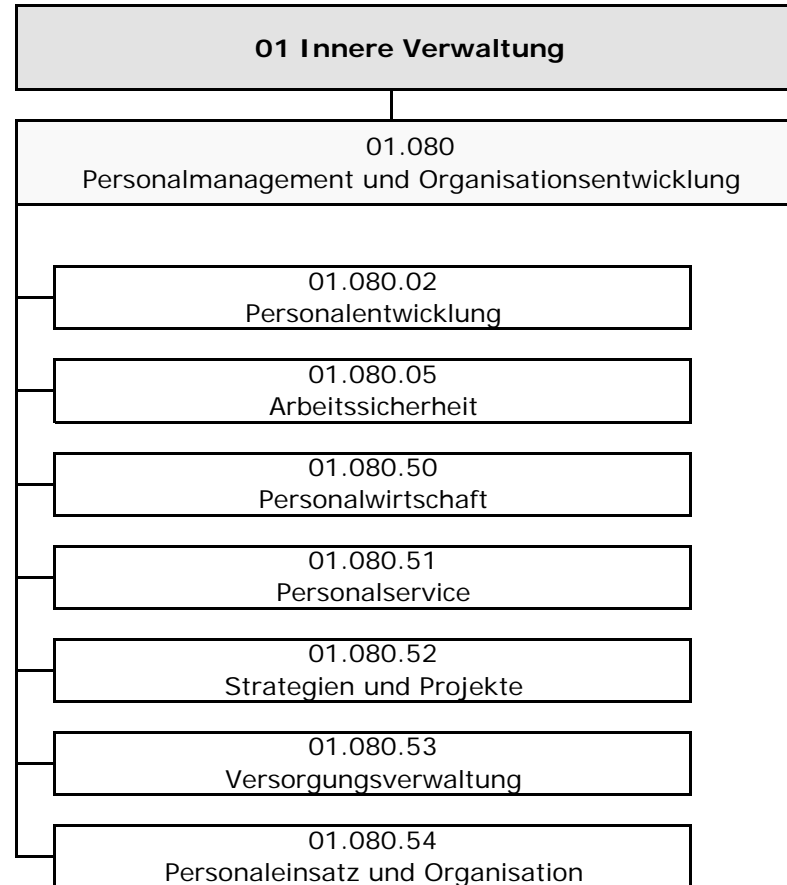 01 Innere Verwaltung
01.080
Personalmanagement und Organisationsentwicklung
01.080.02
Personalentwicklung
01.080.05
Arbeitssicherheit
01.080.50
Personalwirtschaft
01.080.51
Personalservice
01.080.52
Strategien und Projekte
01.080.53
Versorgungsverwaltung
01.080.54
Personaleinsatz und Organisation